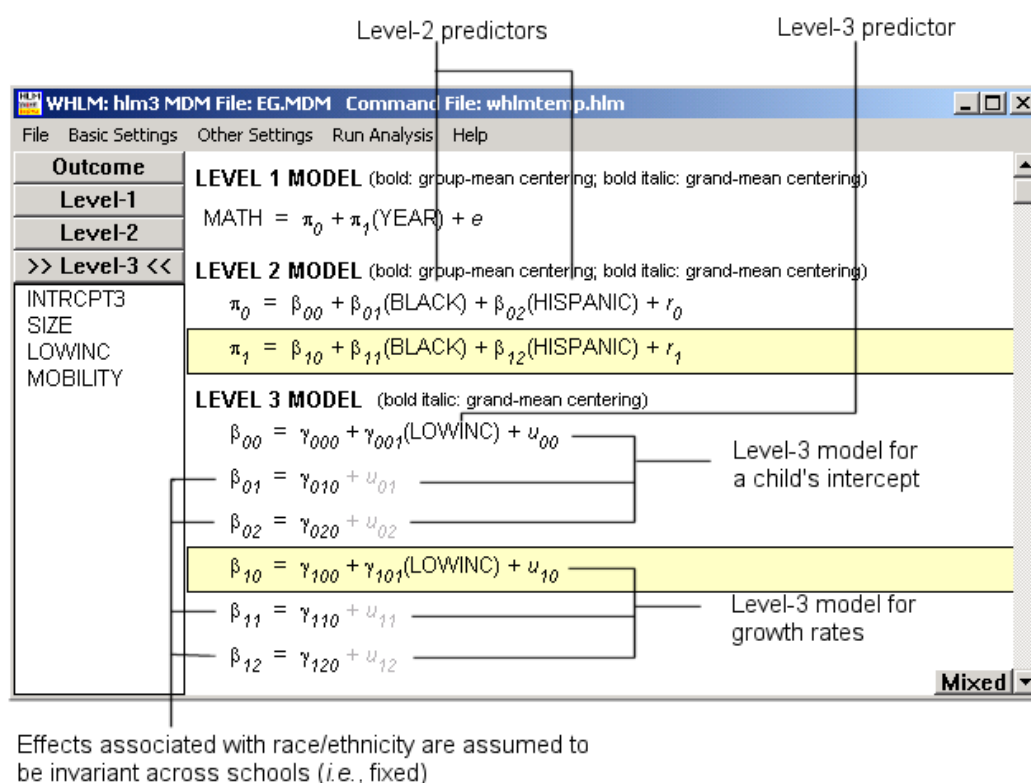 Level-2 predictors
Level-3 predictor
WHLM: hlm3 MDM File: EG.MDM Command File: whlmtemp.hlm
File Basic Settings Other Settings Run Analysis Help
Outcome
Level-1
Level-2
>> Level-3 <<
INTRCPT3
SIZE
LOWINC
MOBILITY
LEVEL 1 MODEL (bold: group-mean centering; bold italic: grand-mean centering)
MATH = π0 + π1(YEAR) + e
LEVEL 2 MODEL (bold: group-mean centering; bold italic: grand-mean centering)
π0 = β00 + β01(BLACK) + β02(HISPANIC) + r0
π1 = β10 + β11(BLACK) + β12(HISPANIC) + r1
LEVEL 3 MODEL (bold italic: grand-mean centering)
β00 = γ000 + γ001(LOWINC) + u00
β01 = γ010 + u01
β02 = γ020 + u02
β10 = γ100 + γ101(LOWINC) + u10
β11 = γ110 + u11
β12 = γ120 + u12
Level-3 model for
a child's intercept
Level-3 model for
growth rates
Mixed
Effects associated with race/ethnicity are assumed to
be invariant across schools (i.e., fixed)